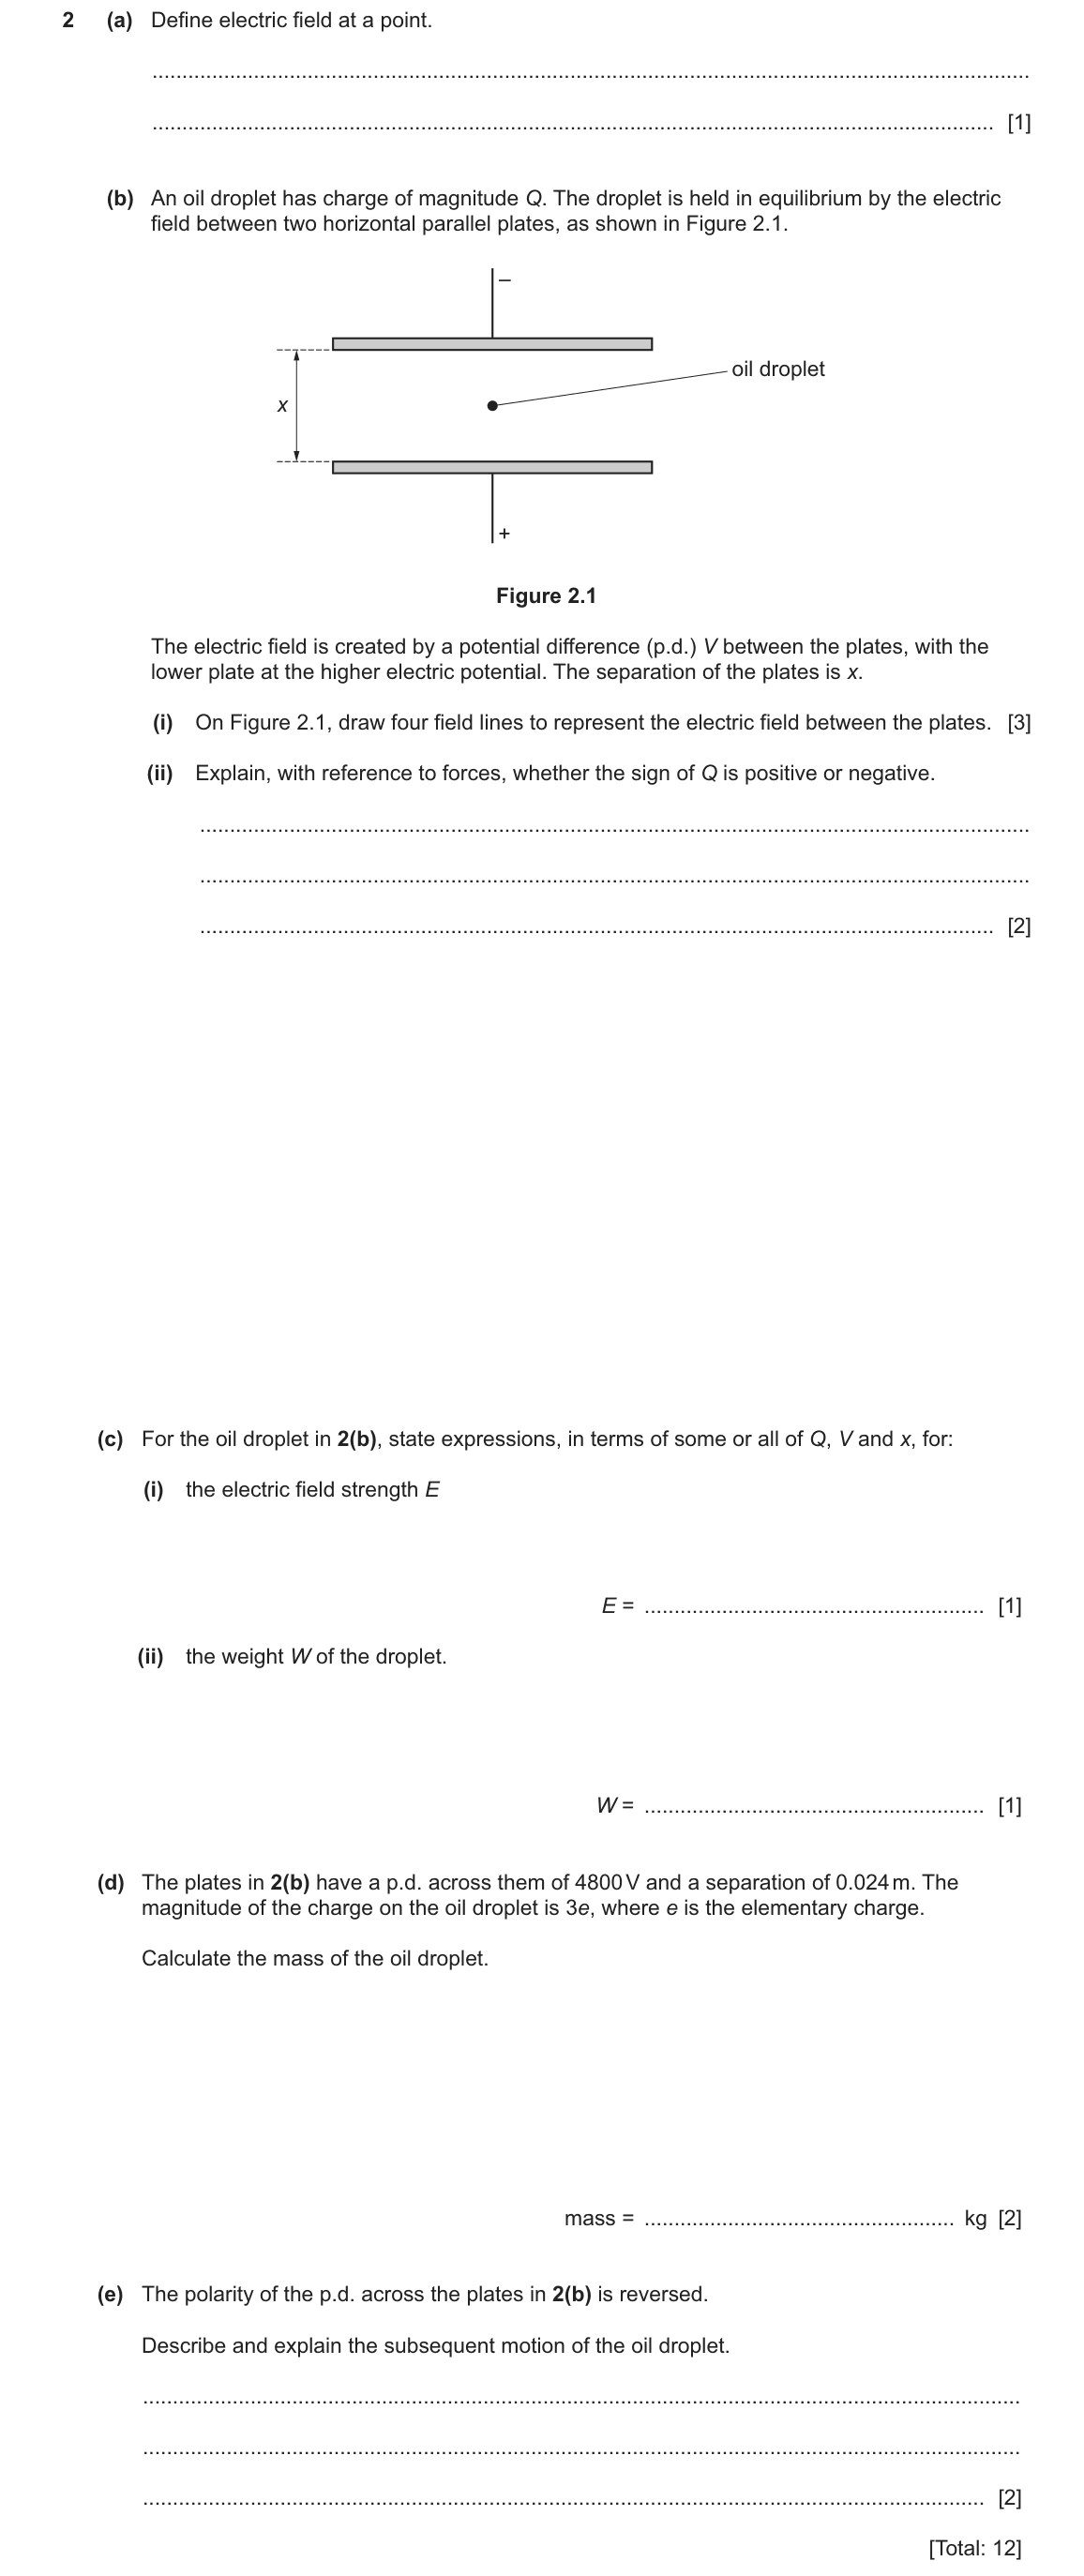 2 (a) Define electric field at a point.
..........................................................................................
.......................................................................................... [1]
(b) An oil droplet has charge of magnitude Q. The droplet is held in equilibrium by the electric
field between two horizontal parallel plates, as shown in Figure 2.1.
–
oil droplet
x
+
Figure 2.1
The electric field is created by a potential difference (p.d.) V between the plates, with the
lower plate at the higher electric potential. The separation of the plates is x.
(i) On Figure 2.1, draw four field lines to represent the electric field between the plates. [3]
(ii) Explain, with reference to forces, whether the sign of Q is positive or negative.
..........................................................................................
..........................................................................................
.......................................................................................... [2]
(c) For the oil droplet in 2(b), state expressions, in terms of some or all of Q, V and x, for:
(i) the electric field strength E
E = .......................................................... [1]
(ii) the weight W of the droplet.
W = .......................................................... [1]
(d) The plates in 2(b) have a p.d. across them of 4800 V and a separation of 0.024 m. The
magnitude of the charge on the oil droplet is 3e, where e is the elementary charge.
Calculate the mass of the oil droplet.
mass = .................................................... kg [2]
(e) The polarity of the p.d. across the plates in 2(b) is reversed.
Describe and explain the subsequent motion of the oil droplet.
..........................................................................................
..........................................................................................
.......................................................................................... [2]
[Total: 12]